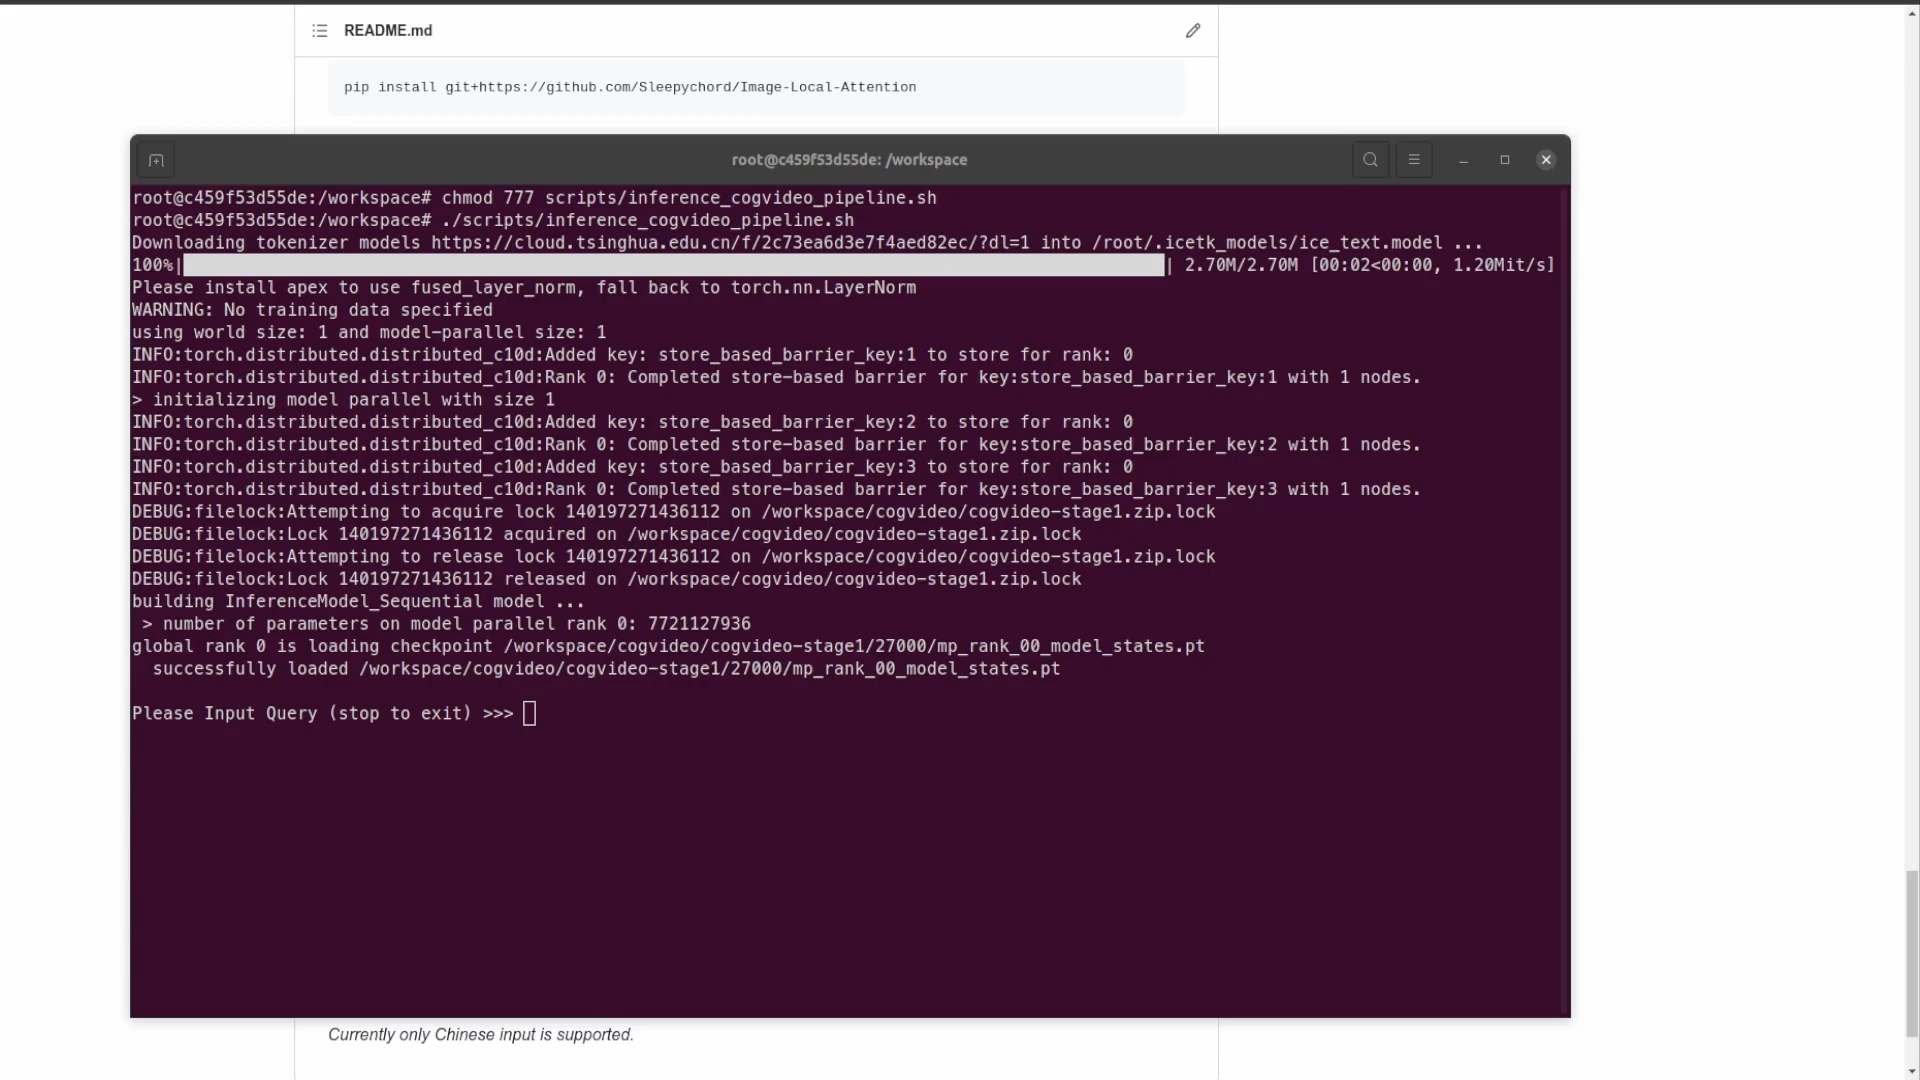 README.md
pip install git+https://github.com/Sleepychord/Image-Local-Attention
root@c459f53d55de: /workspace
root@c459f53d55de:/workspace# chmod 777 scripts/inference_cogvideo_pipeline.sh
root@c459f53d55de:/workspace# ./scripts/inference_cogvideo_pipeline.sh
Downloading tokenizer models https://cloud.tsinghua.edu.cn/f/2c73ea6d3e7f4aed82ec/?dl=1 into /root/.icetk_models/ice_text.model ...
100%| | 2.70M/2.70M [00:02<00:00, 1.20Mit/s]
Please install apex to use fused_layer_norm, fall back to torch.nn.LayerNorm
WARNING: No training data specified
using world size: 1 and model-parallel size: 1
INFO:torch.distributed.distributed_c10d:Added key: store_based_barrier_key:1 to store for rank: 0
INFO:torch.distributed.distributed_c10d:Rank 0: Completed store-based barrier for key:store_based_barrier_key:1 with 1 nodes.
> initializing model parallel with size 1
INFO:torch.distributed.distributed_c10d:Added key: store_based_barrier_key:2 to store for rank: 0
INFO:torch.distributed.distributed_c10d:Rank 0: Completed store-based barrier for key:store_based_barrier_key:2 with 1 nodes.
INFO:torch.distributed.distributed_c10d:Added key: store_based_barrier_key:3 to store for rank: 0
INFO:torch.distributed.distributed_c10d:Rank 0: Completed store-based barrier for key:store_based_barrier_key:3 with 1 nodes.
DEBUG:filelock:Attempting to acquire lock 140197271436112 on /workspace/cogvideo/cogvideo-stage1.zip.lock
DEBUG:filelock:Lock 140197271436112 acquired on /workspace/cogvideo/cogvideo-stage1.zip.lock
DEBUG:filelock:Attempting to release lock 140197271436112 on /workspace/cogvideo/cogvideo-stage1.zip.lock
DEBUG:filelock:Lock 140197271436112 released on /workspace/cogvideo/cogvideo-stage1.zip.lock
building InferenceModel_Sequential model ...
> number of parameters on model parallel rank 0: 7721127936
global rank 0 is loading checkpoint /workspace/cogvideo/cogvideo-stage1/27000/mp_rank_00_model_states.pt
successfully loaded /workspace/cogvideo/cogvideo-stage1/27000/mp_rank_00_model_states.pt
Please Input Query (stop to exit) >>>
Currently only Chinese input is supported.